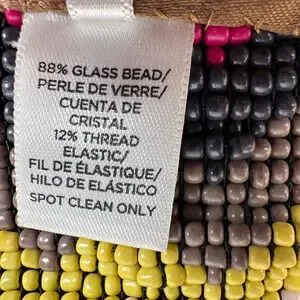 88% GLASS BEAD/
PERLE DE VERRE/
CUENTA DE
CRISTAL
12% THREAD
ELASTIC/
FIL DE ÉLASTIQUE/
HILO DE ELÁSTICO
SPOT CLEAN ONLY